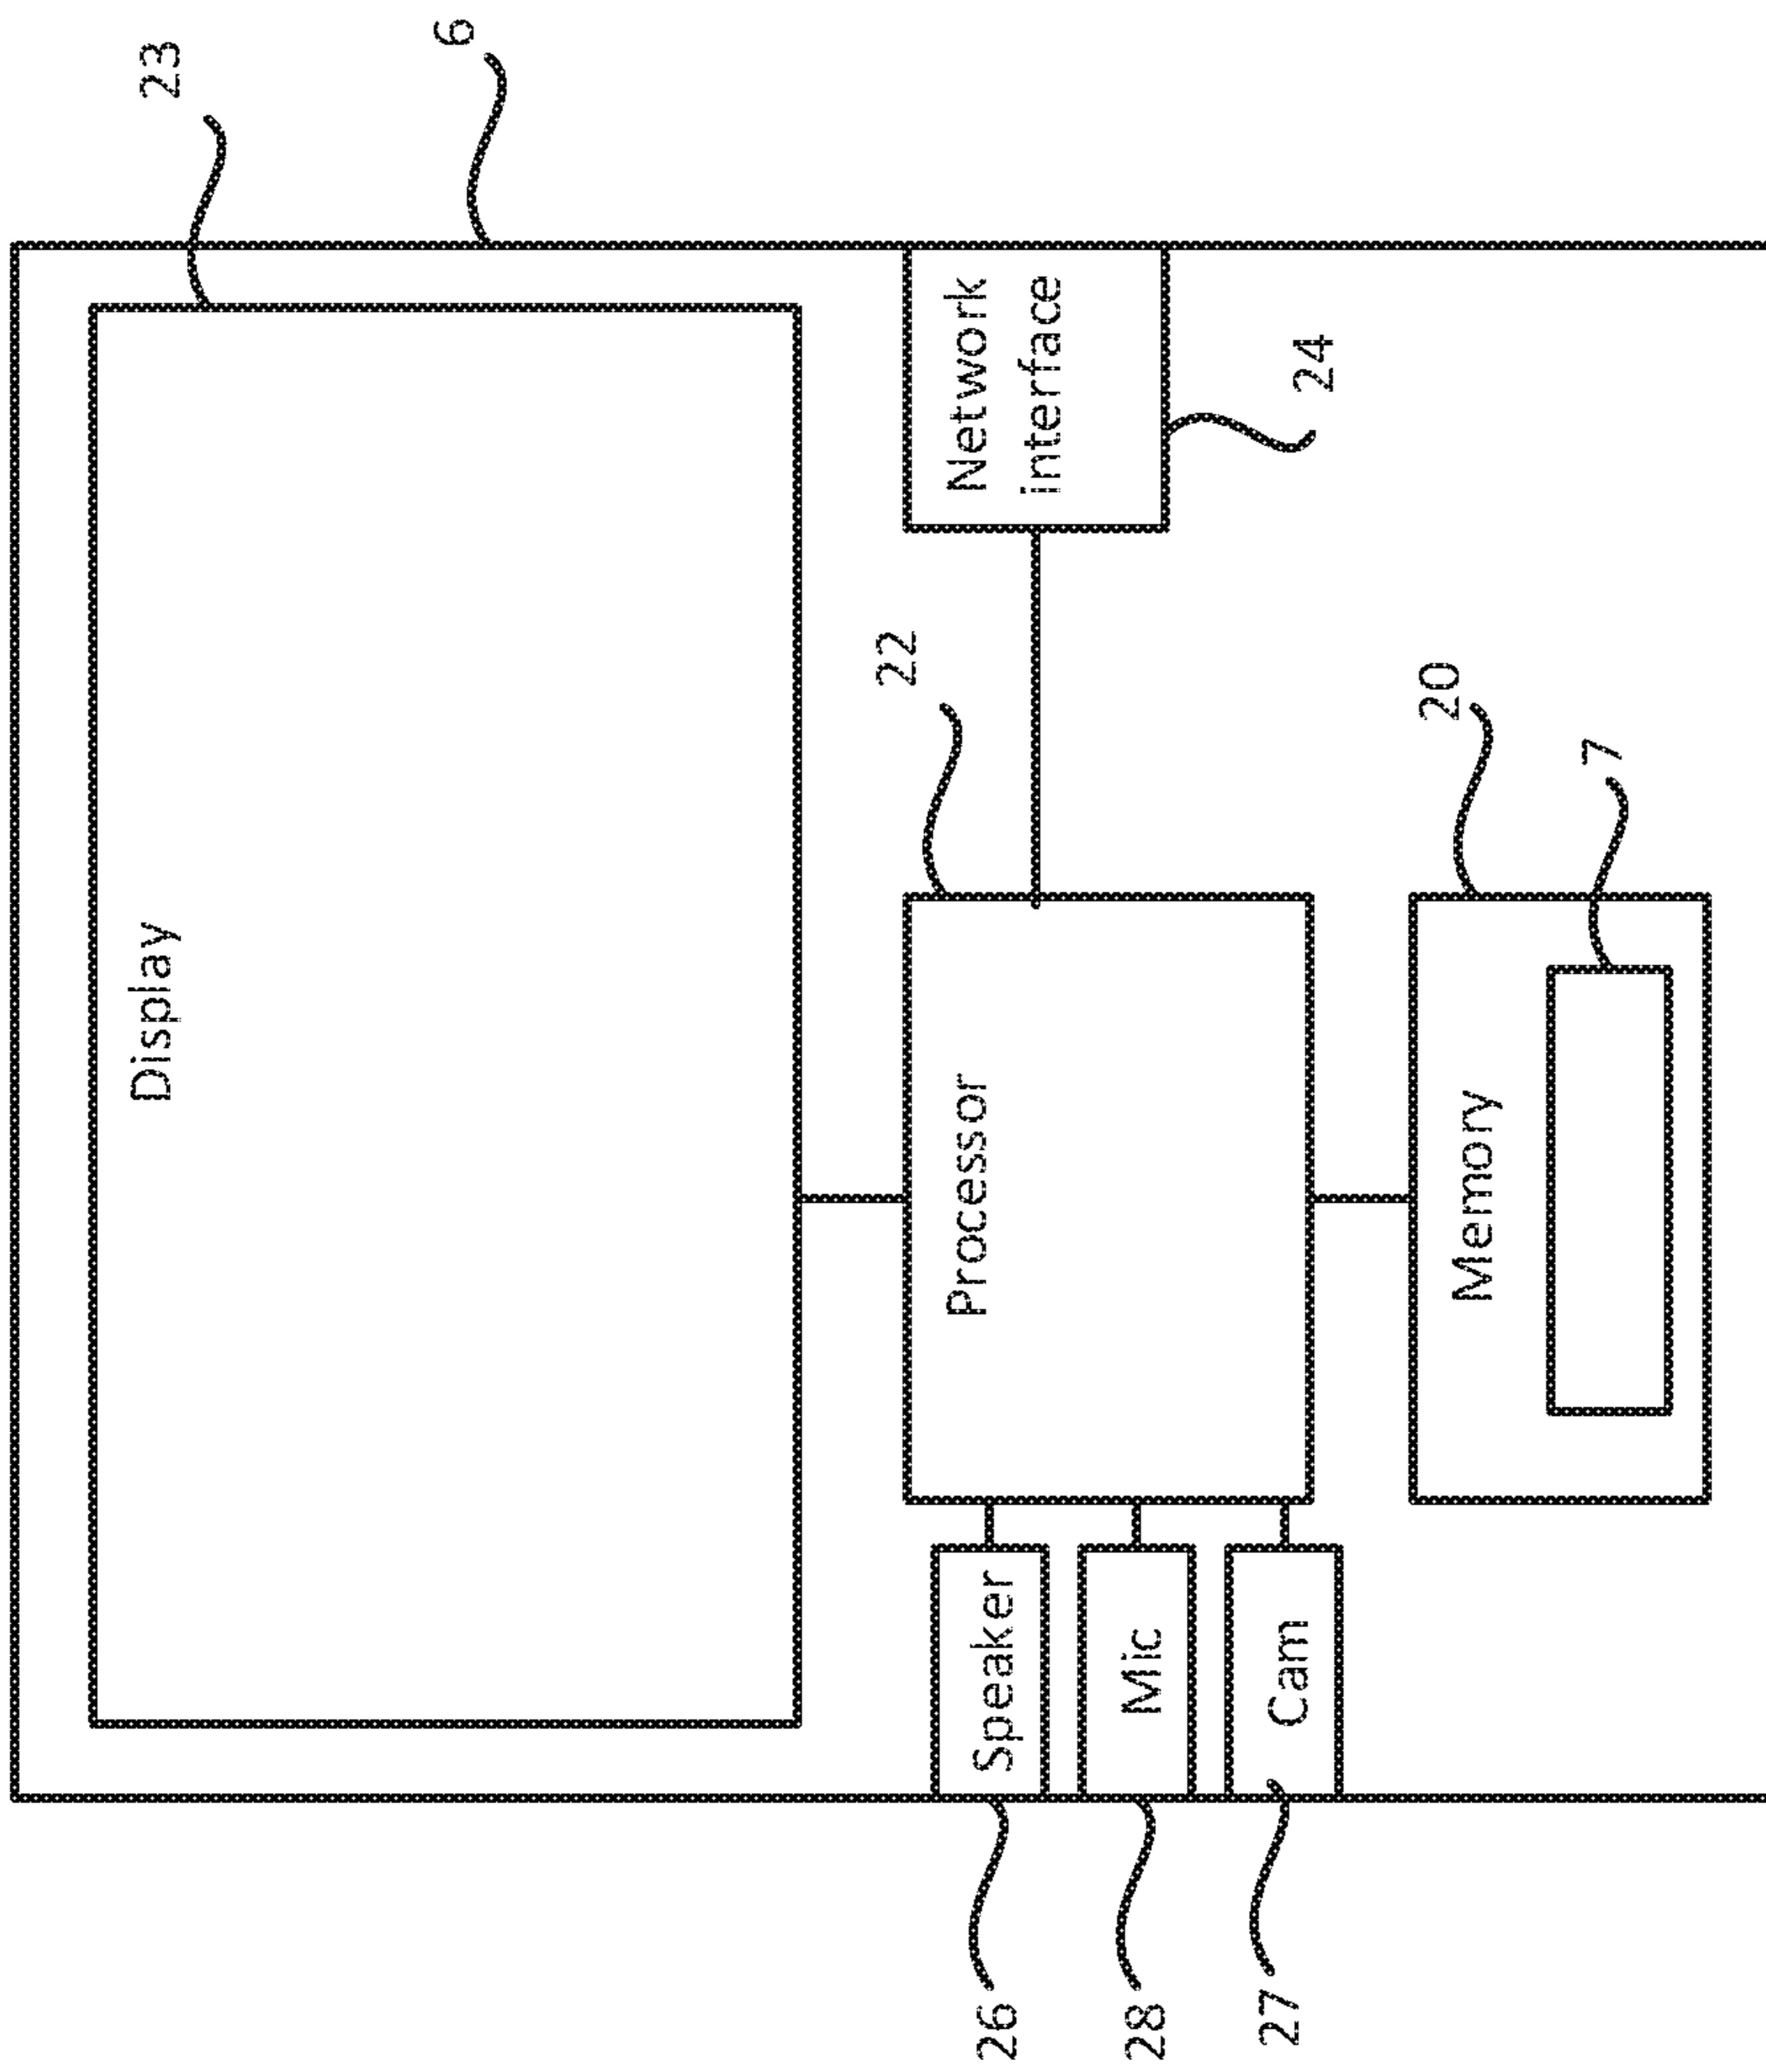 Display
23
6
22
Processor
Network
interface
26
Speaker
28
Mic
27
Cam
24
20
Memory
7